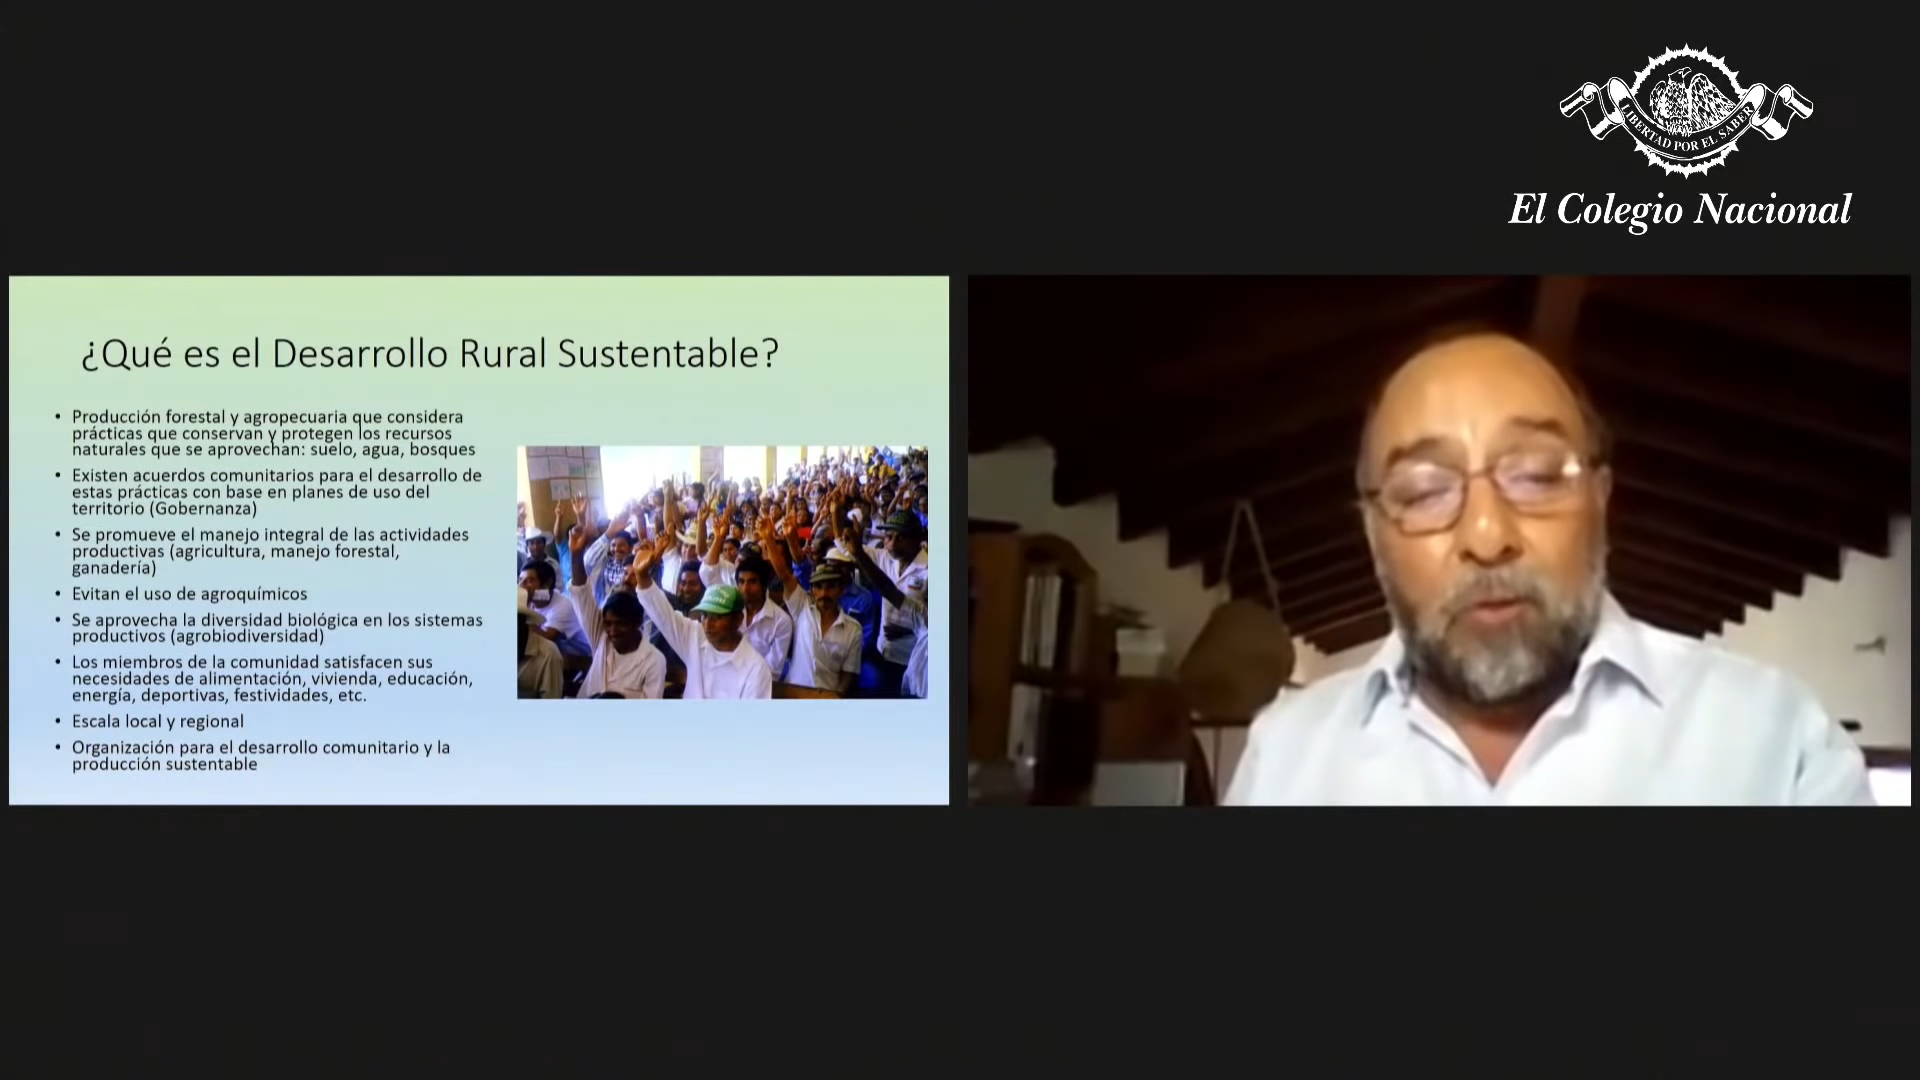 LIBERTAD POR EL SABER
El Colegio Nacional
¿Qué es el Desarrollo Rural Sustentable?
• Producción forestal y agropecuaria que considera
prácticas que conservan y protegen los recursos
naturales que se aprovechan: suelo, agua, bosques
• Existen acuerdos comunitarios para el desarrollo de
estas prácticas con base en planes de uso del
territorio (Gobernanza)
• Se promueve el manejo integral de las actividades
productivas (agricultura, manejo forestal,
ganadería)
• Evitan el uso de agroquímicos
• Se aprovecha la diversidad biológica en los sistemas
productivos (agrobiodiversidad)
• Los miembros de la comunidad satisfacen sus
necesidades de alimentación, vivienda, educación,
energía, deportivas, festividades, etc.
• Escala local y regional
• Organización para el desarrollo comunitario y la
producción sustentable